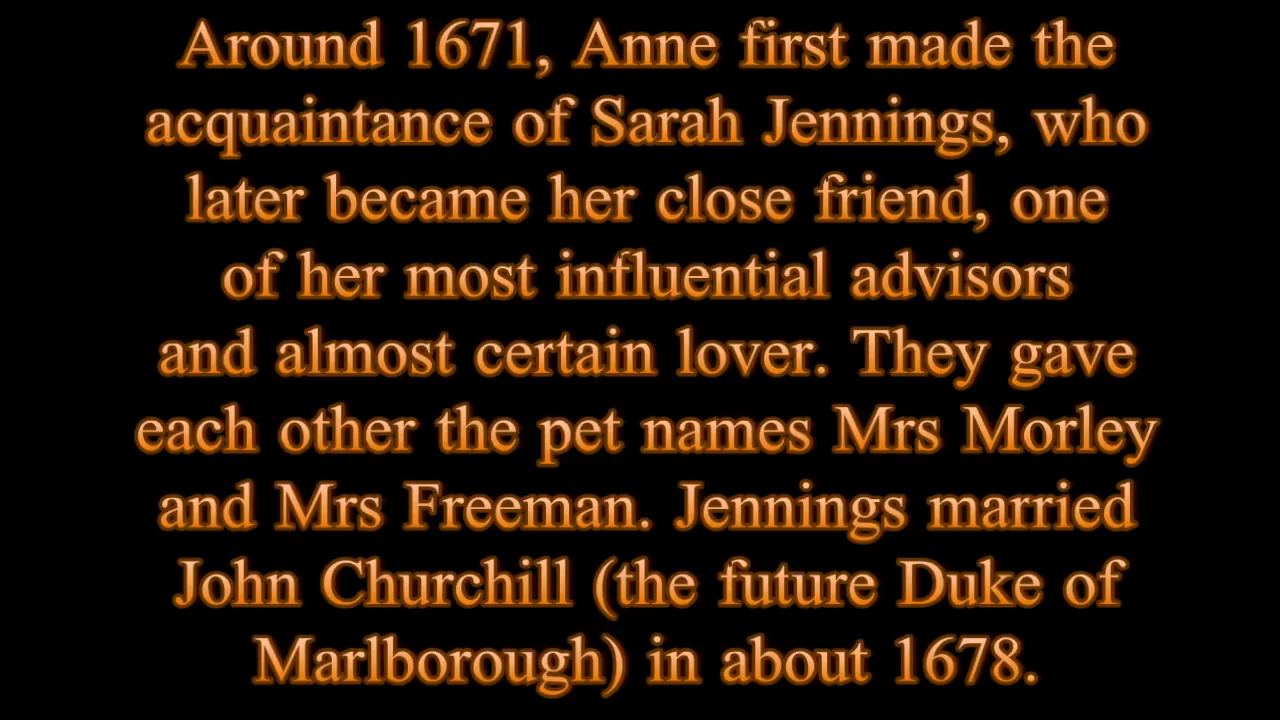 Around 1671, Anne first made the
acquaintance of Sarah Jennings, who
later became her close friend, one
of her most influential advisors
and almost certain lover. They gave
each other the pet names Mrs Morley
and Mrs Freeman. Jennings married
John Churchill (the future Duke of
Marlborough) in about 1678.